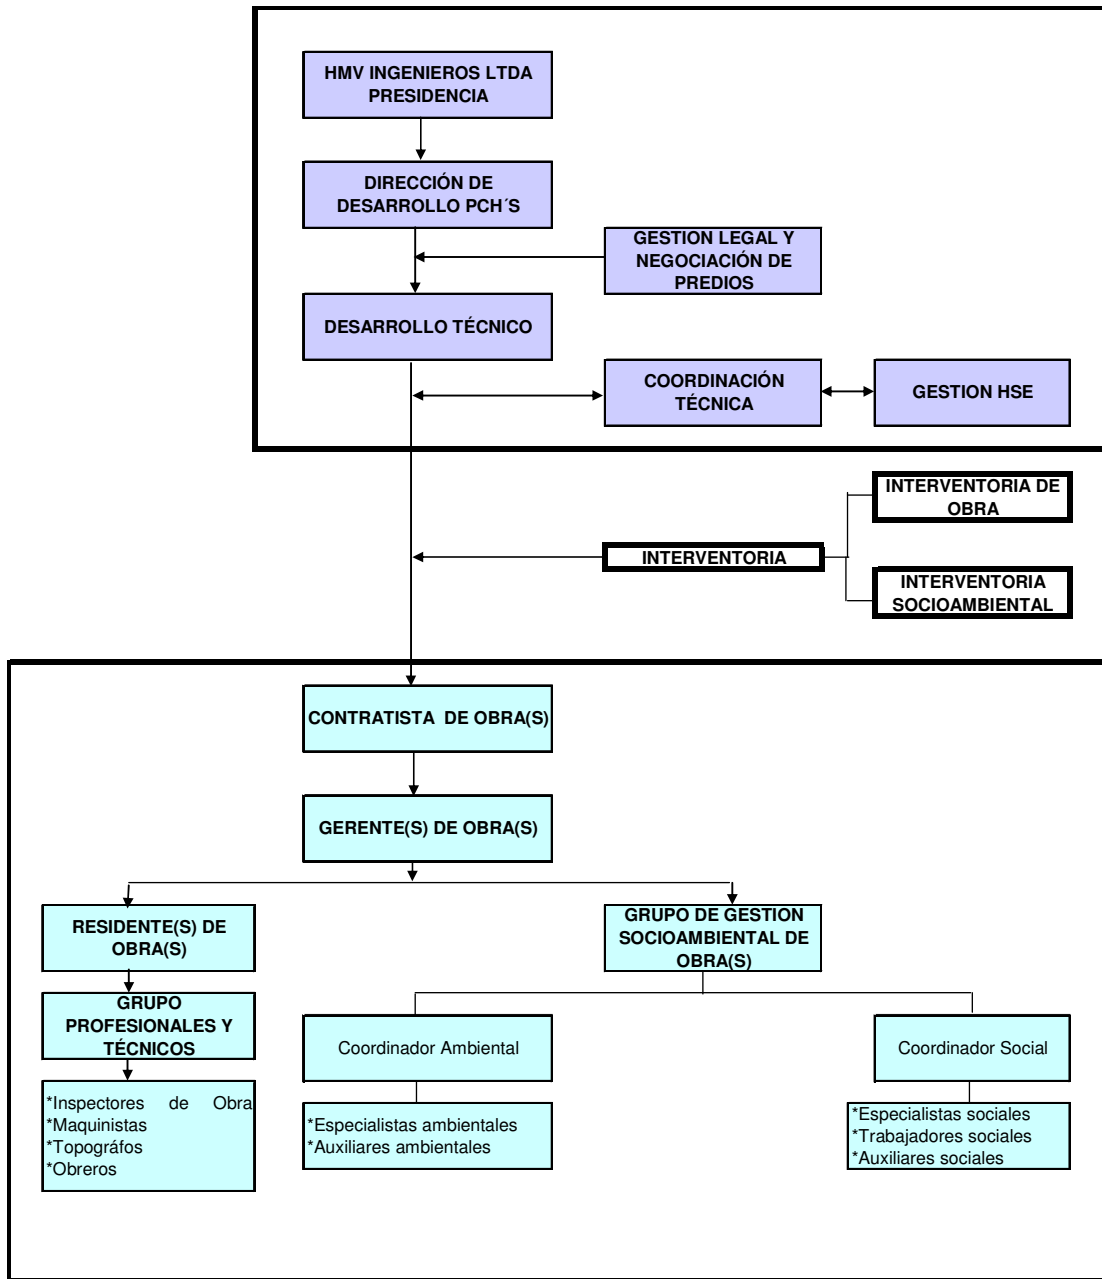 HMV INGENIEROS LTDA
PRESIDENCIA
DIRECCIÓN DE
DESARROLLO PCH´S
GESTION LEGAL Y
NEGOCIACIÓN DE
PREDIOS
DESARROLLO TÉCNICO
COORDINACIÓN
TÉCNICA
GESTION HSE
INTERVENTORIA DE
OBRA
INTERVENTORIA
INTERVENTORIA
SOCIOAMBIENTAL
CONTRATISTA DE OBRA(S)
GERENTE(S) DE OBRA(S)
RESIDENTE(S) DE
OBRA(S)
GRUPO DE GESTION
SOCIOAMBIENTAL DE
OBRA(S)
GRUPO
PROFESIONALES Y
TÉCNICOS
Coordinador Ambiental
Coordinador Social
*Inspectores de Obra
*Maquinistas
*Topográfos
*Obreros
*Especialistas ambientales
*Auxiliares ambientales
*Especialistas sociales
*Trabajadores sociales
*Auxiliares sociales